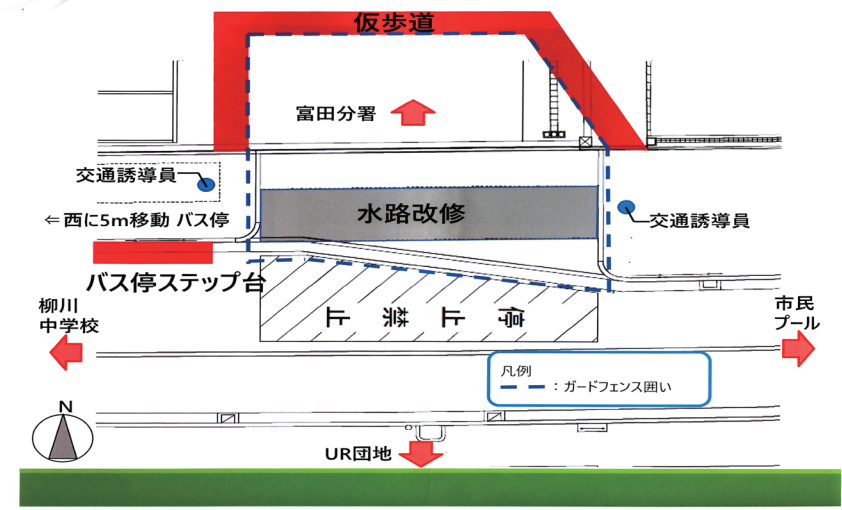 仮歩道
富田分署
交通誘導員
⇐西に5m移動 バス停
水路改修
交通誘導員
バス停ステップ台
柳川
中学校
停止禁止
市民
プール
凡例
：ガードフェンス囲い
N
UR団地